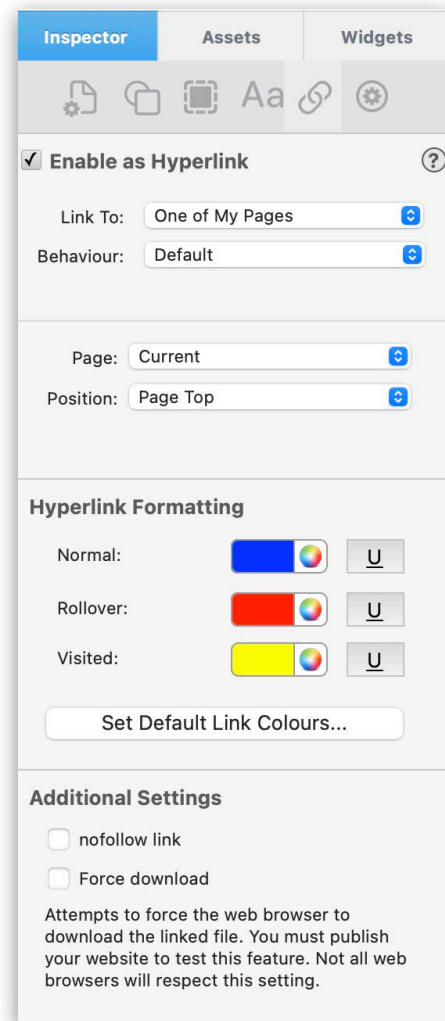 Inspector Assets Widgets
Aa
Enable as Hyperlink ?
Link To: One of My Pages
Behaviour: Default
Page: Current
Position: Page Top
Hyperlink Formatting
Normal: U
Rollover: U
Visited: U
Set Default Link Colours...
Additional Settings
nofollow link
Force download
Attempts to force the web browser to
download the linked file. You must publish
your website to test this feature. Not all web
browsers will respect this setting.